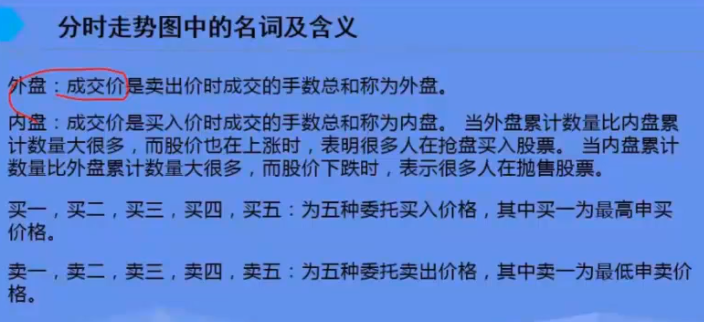 分时走势图中的名词及含义
外盘：成交价是卖出价时成交的手数总和称为外盘。
内盘：成交价是买入价时成交的手数总和称为内盘。 当外盘累计数量比内盘累
计数量大很多，而股价也在上涨时，表明很多人在抢盘买入股票。 当内盘累计
数量比外盘累计数量大很多，而股价下跌时，表示很多人在抛售股票。
买一，买二，买三，买四，买五：为五种委托买入价格，其中买一为最高申买
价格。
卖一，卖二，卖三，卖四，卖五：为五种委托卖出价格，其中卖一为最低申卖价
格。